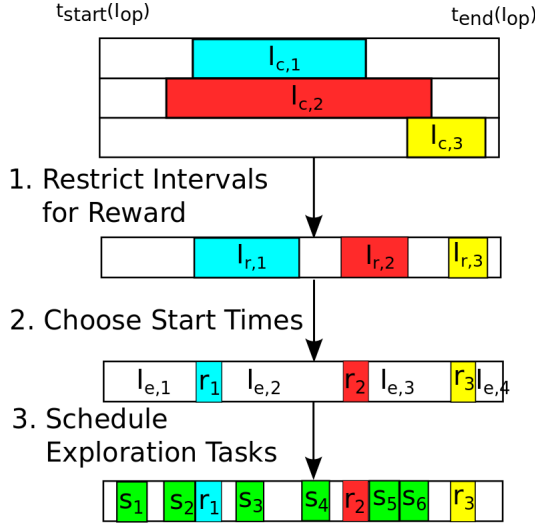 tstart(Iop) tend(Iop)
Ic,1
Ic,2
Ic,3
1. Restrict Intervals
for Reward
Ir,1 Ir,2 Ir,3
2. Choose Start Times
Ie,1 r1 Ie,2 r2 Ie,3 r3 Ie,4
3. Schedule
Exploration Tasks
s1 s2 r1 s3 s4 r2 s5 s6 r3